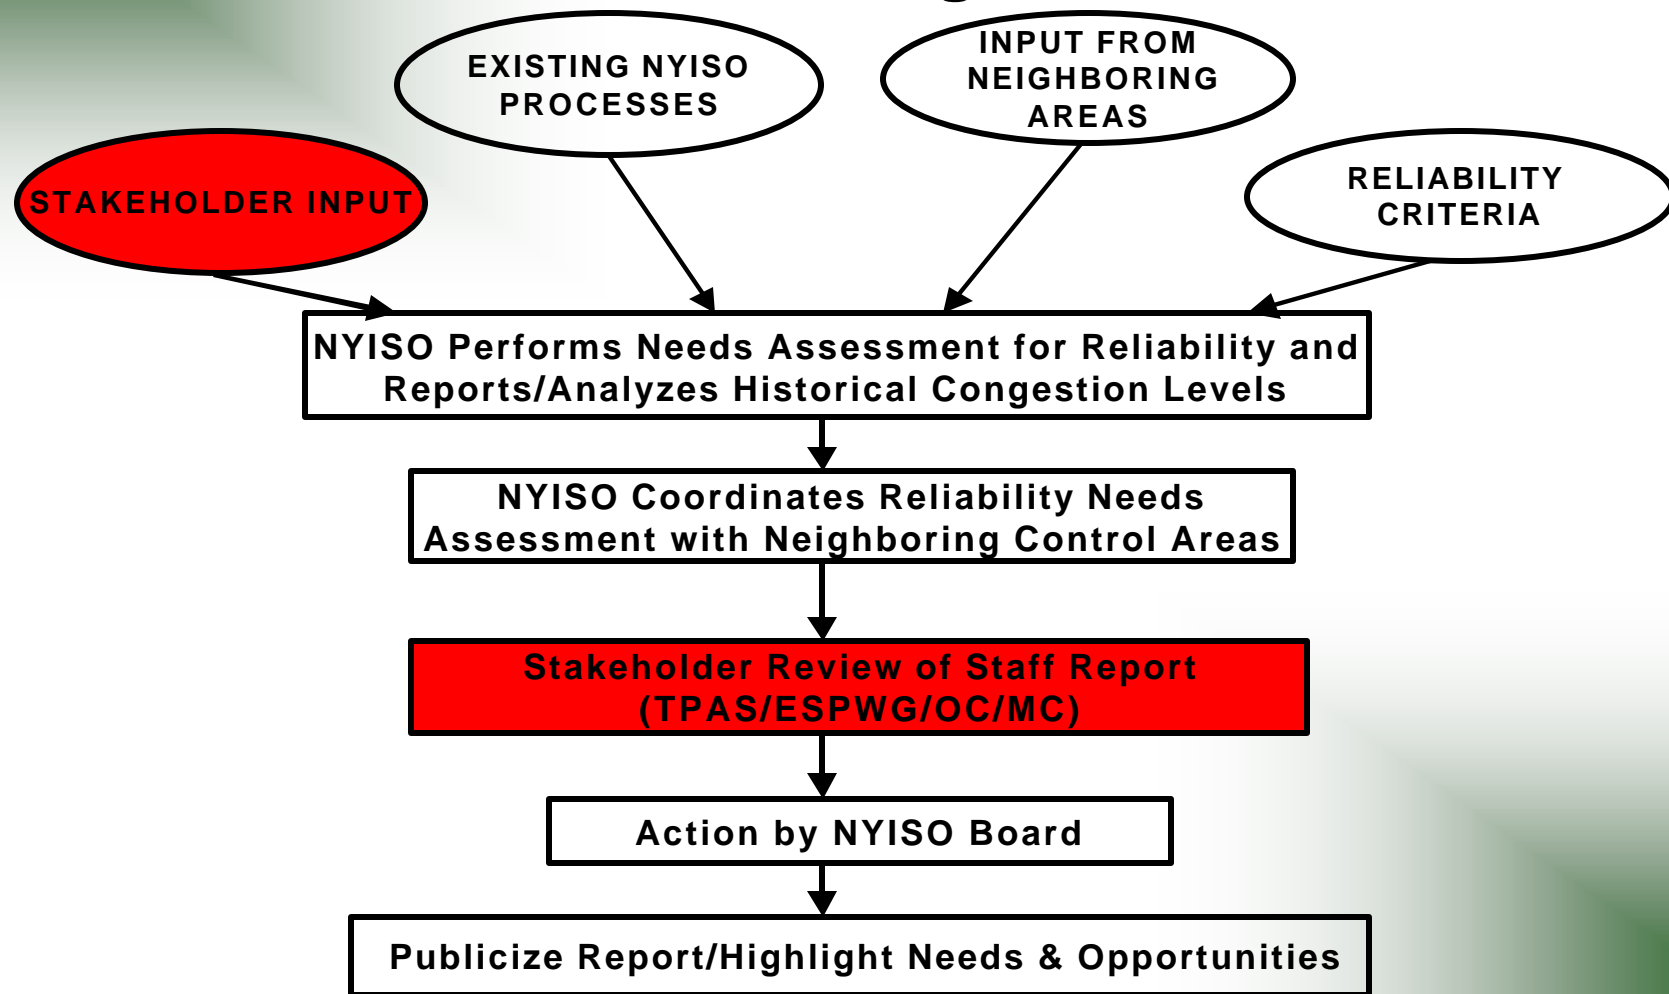 EXISTING NYISO
PROCESSES
INPUT FROM
NEIGHBORING
AREAS
STAKEHOLDER INPUT
RELIABILITY
CRITERIA
NYISO Performs Needs Assessment for Reliability and
Reports/Analyzes Historical Congestion Levels
NYISO Coordinates Reliability Needs
Assessment with Neighboring Control Areas
Stakeholder Review of Staff Report
(TPAS/ESPWG/OC/MC)
Action by NYISO Board
Publicize Report/Highlight Needs & Opportunities